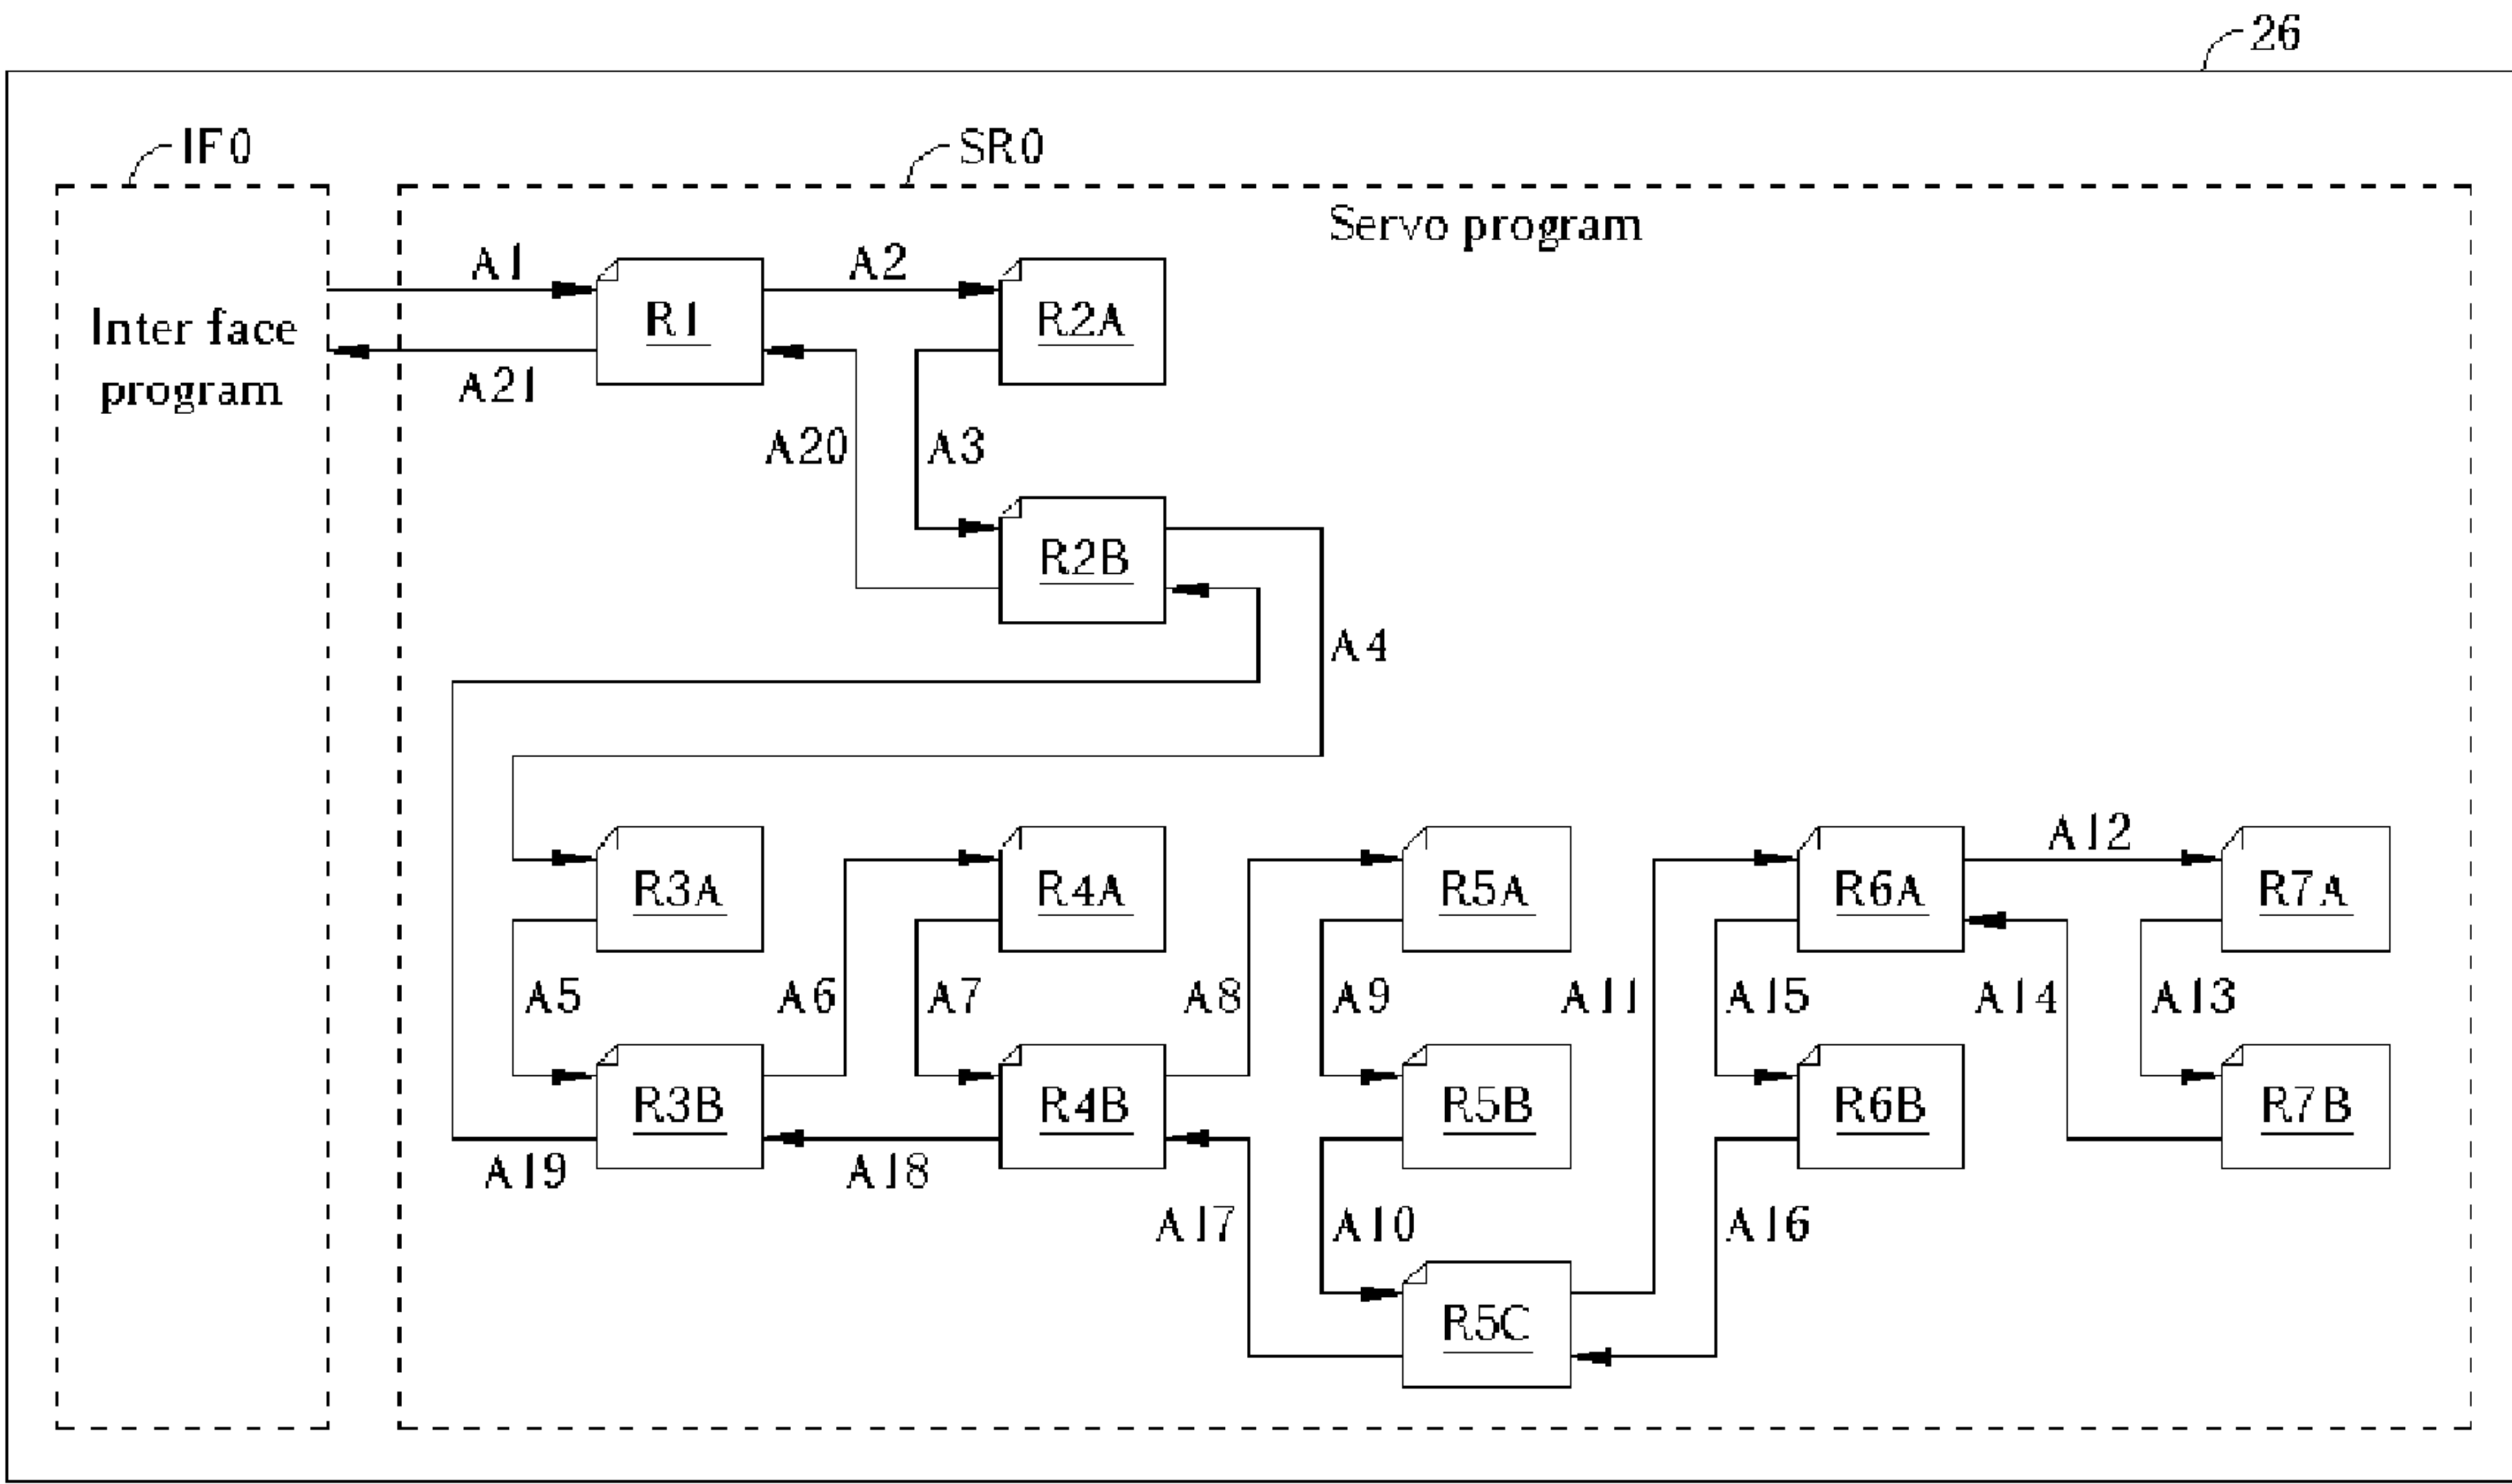 26
IF0
SR0
Servo program
A1
A2
R1
R2A
Inter face
program
A21
A20
A3
R2B
A4
A12
R3A
R4A
R5A
R6A
R7A
A5
A6
A7
A8
A9
A11
A15
A14
A13
R3B
R4B
R5B
R6B
R7B
A19
A18
A17
A10
A16
R5C